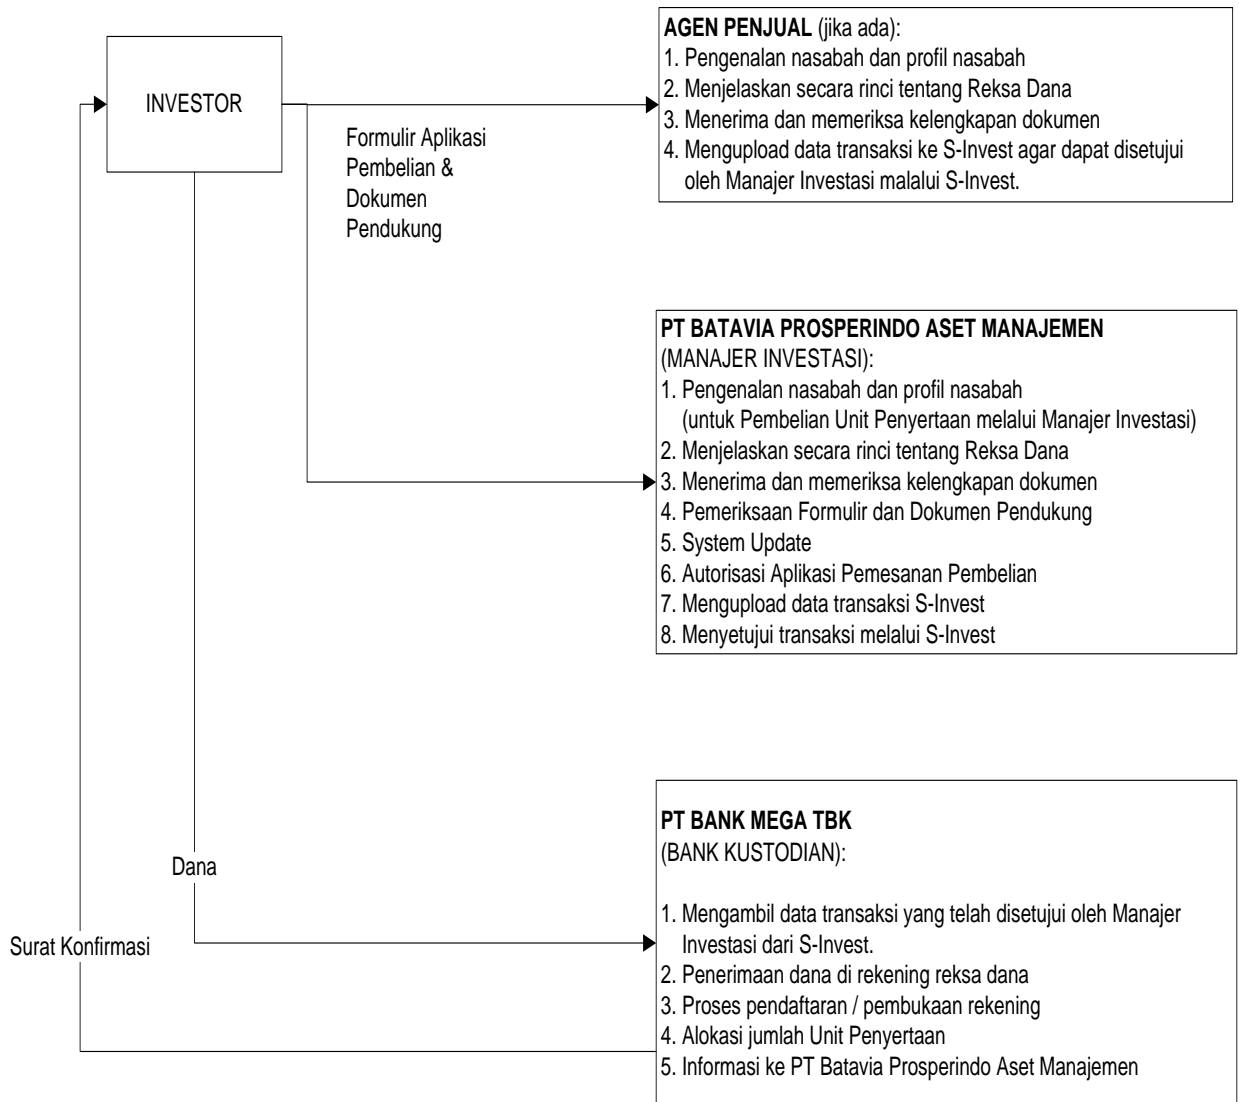 INVESTOR
Formulir Aplikasi
Pembelian &
Dokumen
Pendukung
AGEN PENJUAL (jika ada):
1. Pengenalan nasabah dan profil nasabah
2. Menjelaskan secara rinci tentang Reksa Dana
3. Menerima dan memeriksa kelengkapan dokumen
4. Mengupload data transaksi ke S-Invest agar dapat disetujui
oleh Manajer Investasi malalui S-Invest.
PT BATAVIA PROSPERINDO ASET MANAJEMEN
(MANAJER INVESTASI):
1. Pengenalan nasabah dan profil nasabah
(untuk Pembelian Unit Penyertaan melalui Manajer Investasi)
2. Menjelaskan secara rinci tentang Reksa Dana
3. Menerima dan memeriksa kelengkapan dokumen
4. Pemeriksaan Formulir dan Dokumen Pendukung
5. System Update
6. Autorisasi Aplikasi Pemesanan Pembelian
7. Mengupload data transaksi S-Invest
8. Menyetujui transaksi melalui S-Invest
Dana
Surat Konfirmasi
PT BANK MEGA TBK
(BANK KUSTODIAN):
1. Mengambil data transaksi yang telah disetujui oleh Manajer
Investasi dari S-Invest.
2. Penerimaan dana di rekening reksa dana
3. Proses pendaftaran / pembukaan rekening
4. Alokasi jumlah Unit Penyertaan
5. Informasi ke PT Batavia Prosperindo Aset Manajemen